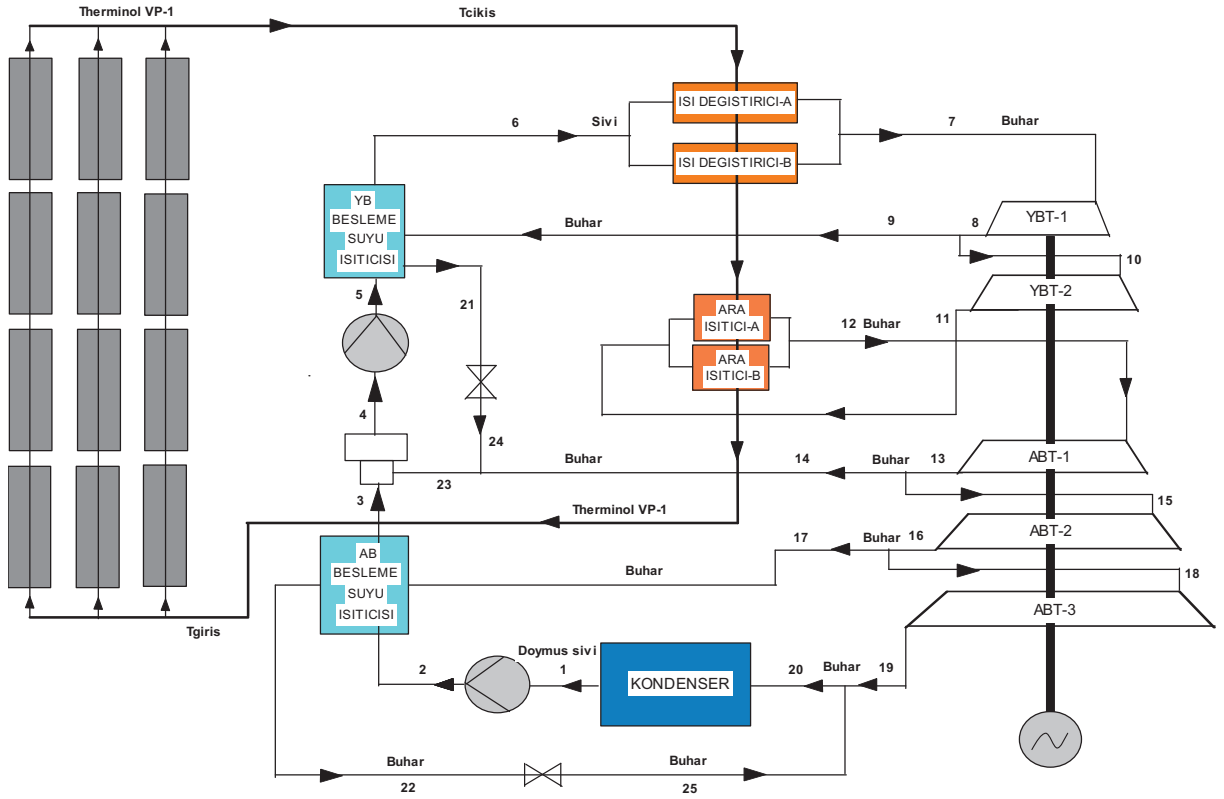 Therminol VP-1
Tcikis
ISI DEGISTIRICI-A
6
Sivi
7
Buhar
ISI DEGISTIRICI-B
YB
BESLEME
SUYU
ISITICISI
Buhar
9
8
YBT-1
10
5
21
YBT-2
ARA
ISITICI-A
11
12 Buhar
ARA
ISITICI-B
4
24
Buhar
14
Buhar
13
ABT-1
23
3
15
Therminol VP-1
ABT-2
17
Buhar
16
AB
BESLEME
SUYU
ISITICISI
Buhar
18
ABT-3
Tgiris
Doymus sivi
2
1
KONDENSER
20
Buhar
19
Buhar
22
Buhar
25